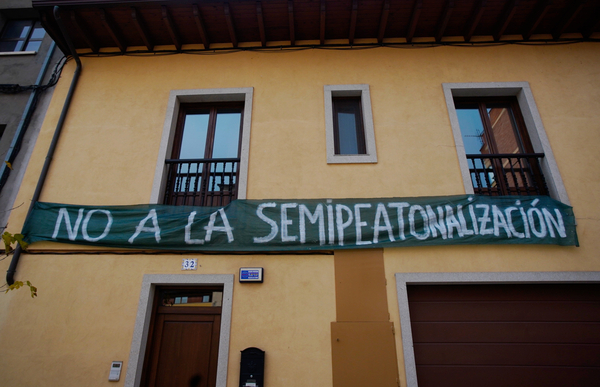 NO A LA SEMIPEATONALIZACIÓN
32